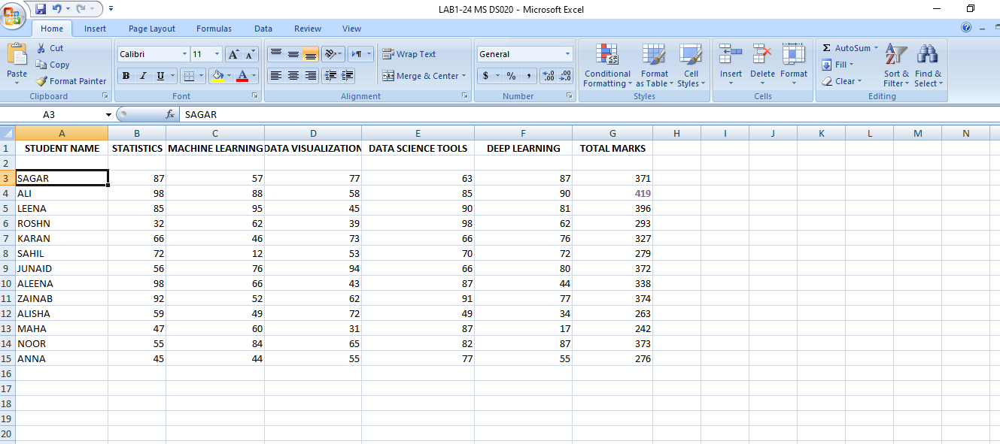 LAB1-24 MS DS020 - Microsoft Excel
Home Insert Page Layout Formulas Data Review View
Cut Calibri 11 A A Wrap Text General Σ AutoSum
Paste Copy Conditional Formatting Format as Table Cell Styles Insert Delete Format Fill Sort & Filter Find & Select
Format Painter B I U A Merge & Center $ % , .00 .0 Clear
Clipboard Font Alignment Number Styles Cells Editing
A3 fx SAGAR
A B C D E F G H I J K L M N
1 STUDENT NAME STATISTICS MACHINE LEARNING DATA VISUALIZATION DATA SCIENCE TOOLS DEEP LEARNING TOTAL MARKS
2
3 SAGAR 87 57 77 63 87 371
4 ALI 98 88 58 85 90 419
5 LEENA 85 95 45 90 81 396
6 ROSHN 32 62 39 98 62 293
7 KARAN 66 46 73 66 76 327
8 SAHIL 72 12 53 70 72 279
9 JUNAID 56 76 94 66 80 372
10 ALEENA 98 66 43 87 44 338
11 ZAINAB 92 52 62 91 77 374
12 ALISHA 59 49 72 49 34 263
13 MAHA 47 60 31 87 17 242
14 NOOR 55 84 65 82 87 373
15 ANNA 45 44 55 77 55 276
16
17
18
19
20